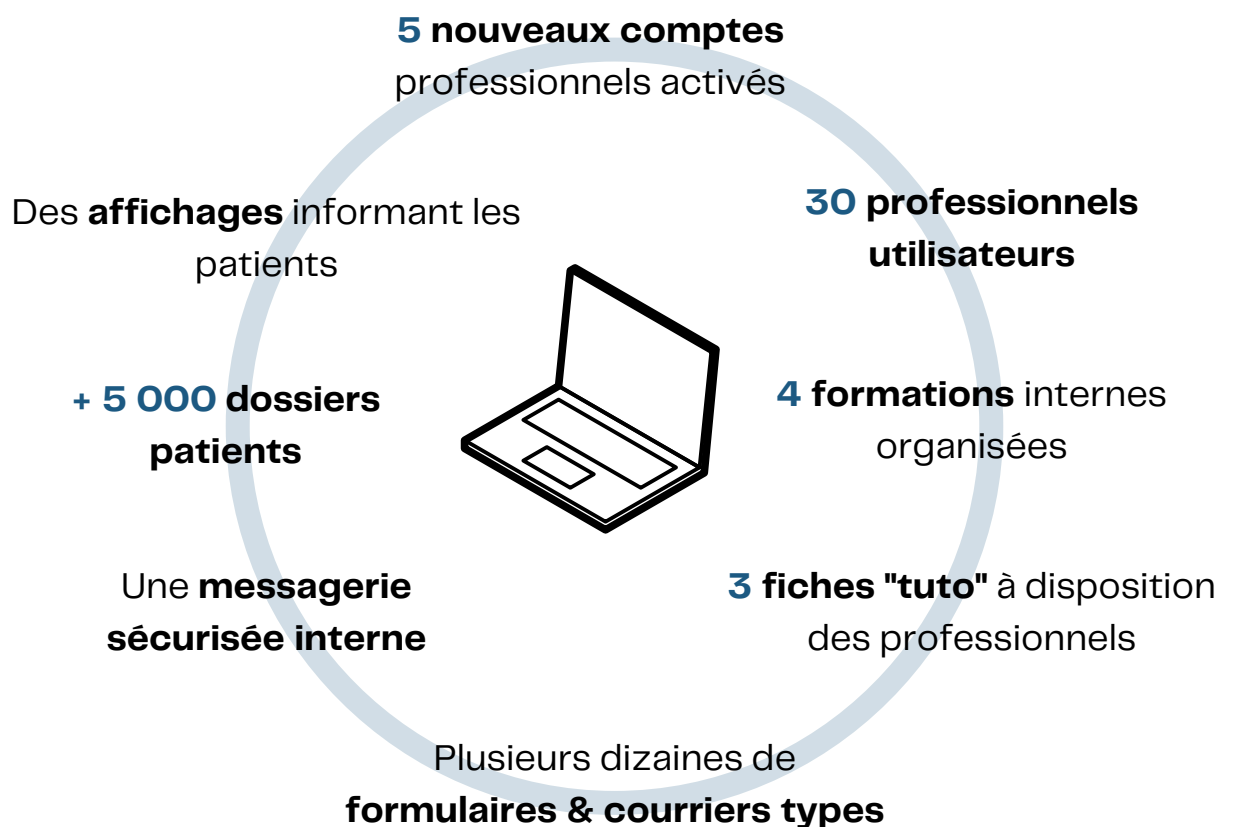 5 nouveaux comptes
professionnels activés
Des affichages informant les
patients
30 professionnels
utilisateurs
+ 5 000 dossiers
patients
4 formations internes
organisées
Une messagerie
sécurisée interne
3 fiches "tuto" à disposition
des professionnels
Plusieurs dizaines de
formulaires & courriers types